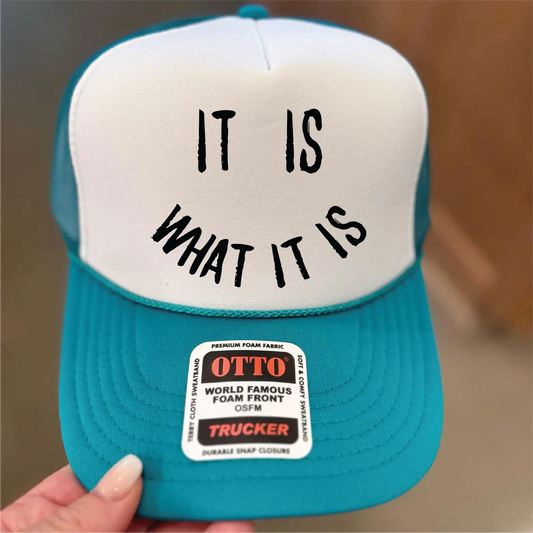 IT IS
WHAT IT IS
PREMIUM FOAM FABRIC
TERRY CLOTH SWEATBAND
OTTO®
WORLD FAMOUS
FOAM FRONT
OSFM
TRUCKER
SOFT & COMFY SWEATBAND
DURABLE SNAP CLOSURE